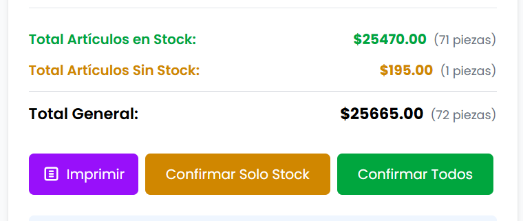 Total Artículos en Stock: $25470.00 (71 piezas)
Total Artículos Sin Stock: $195.00 (1 piezas)
Total General: $25665.00 (72 piezas)
Imprimir Confirmar Solo Stock Confirmar Todos